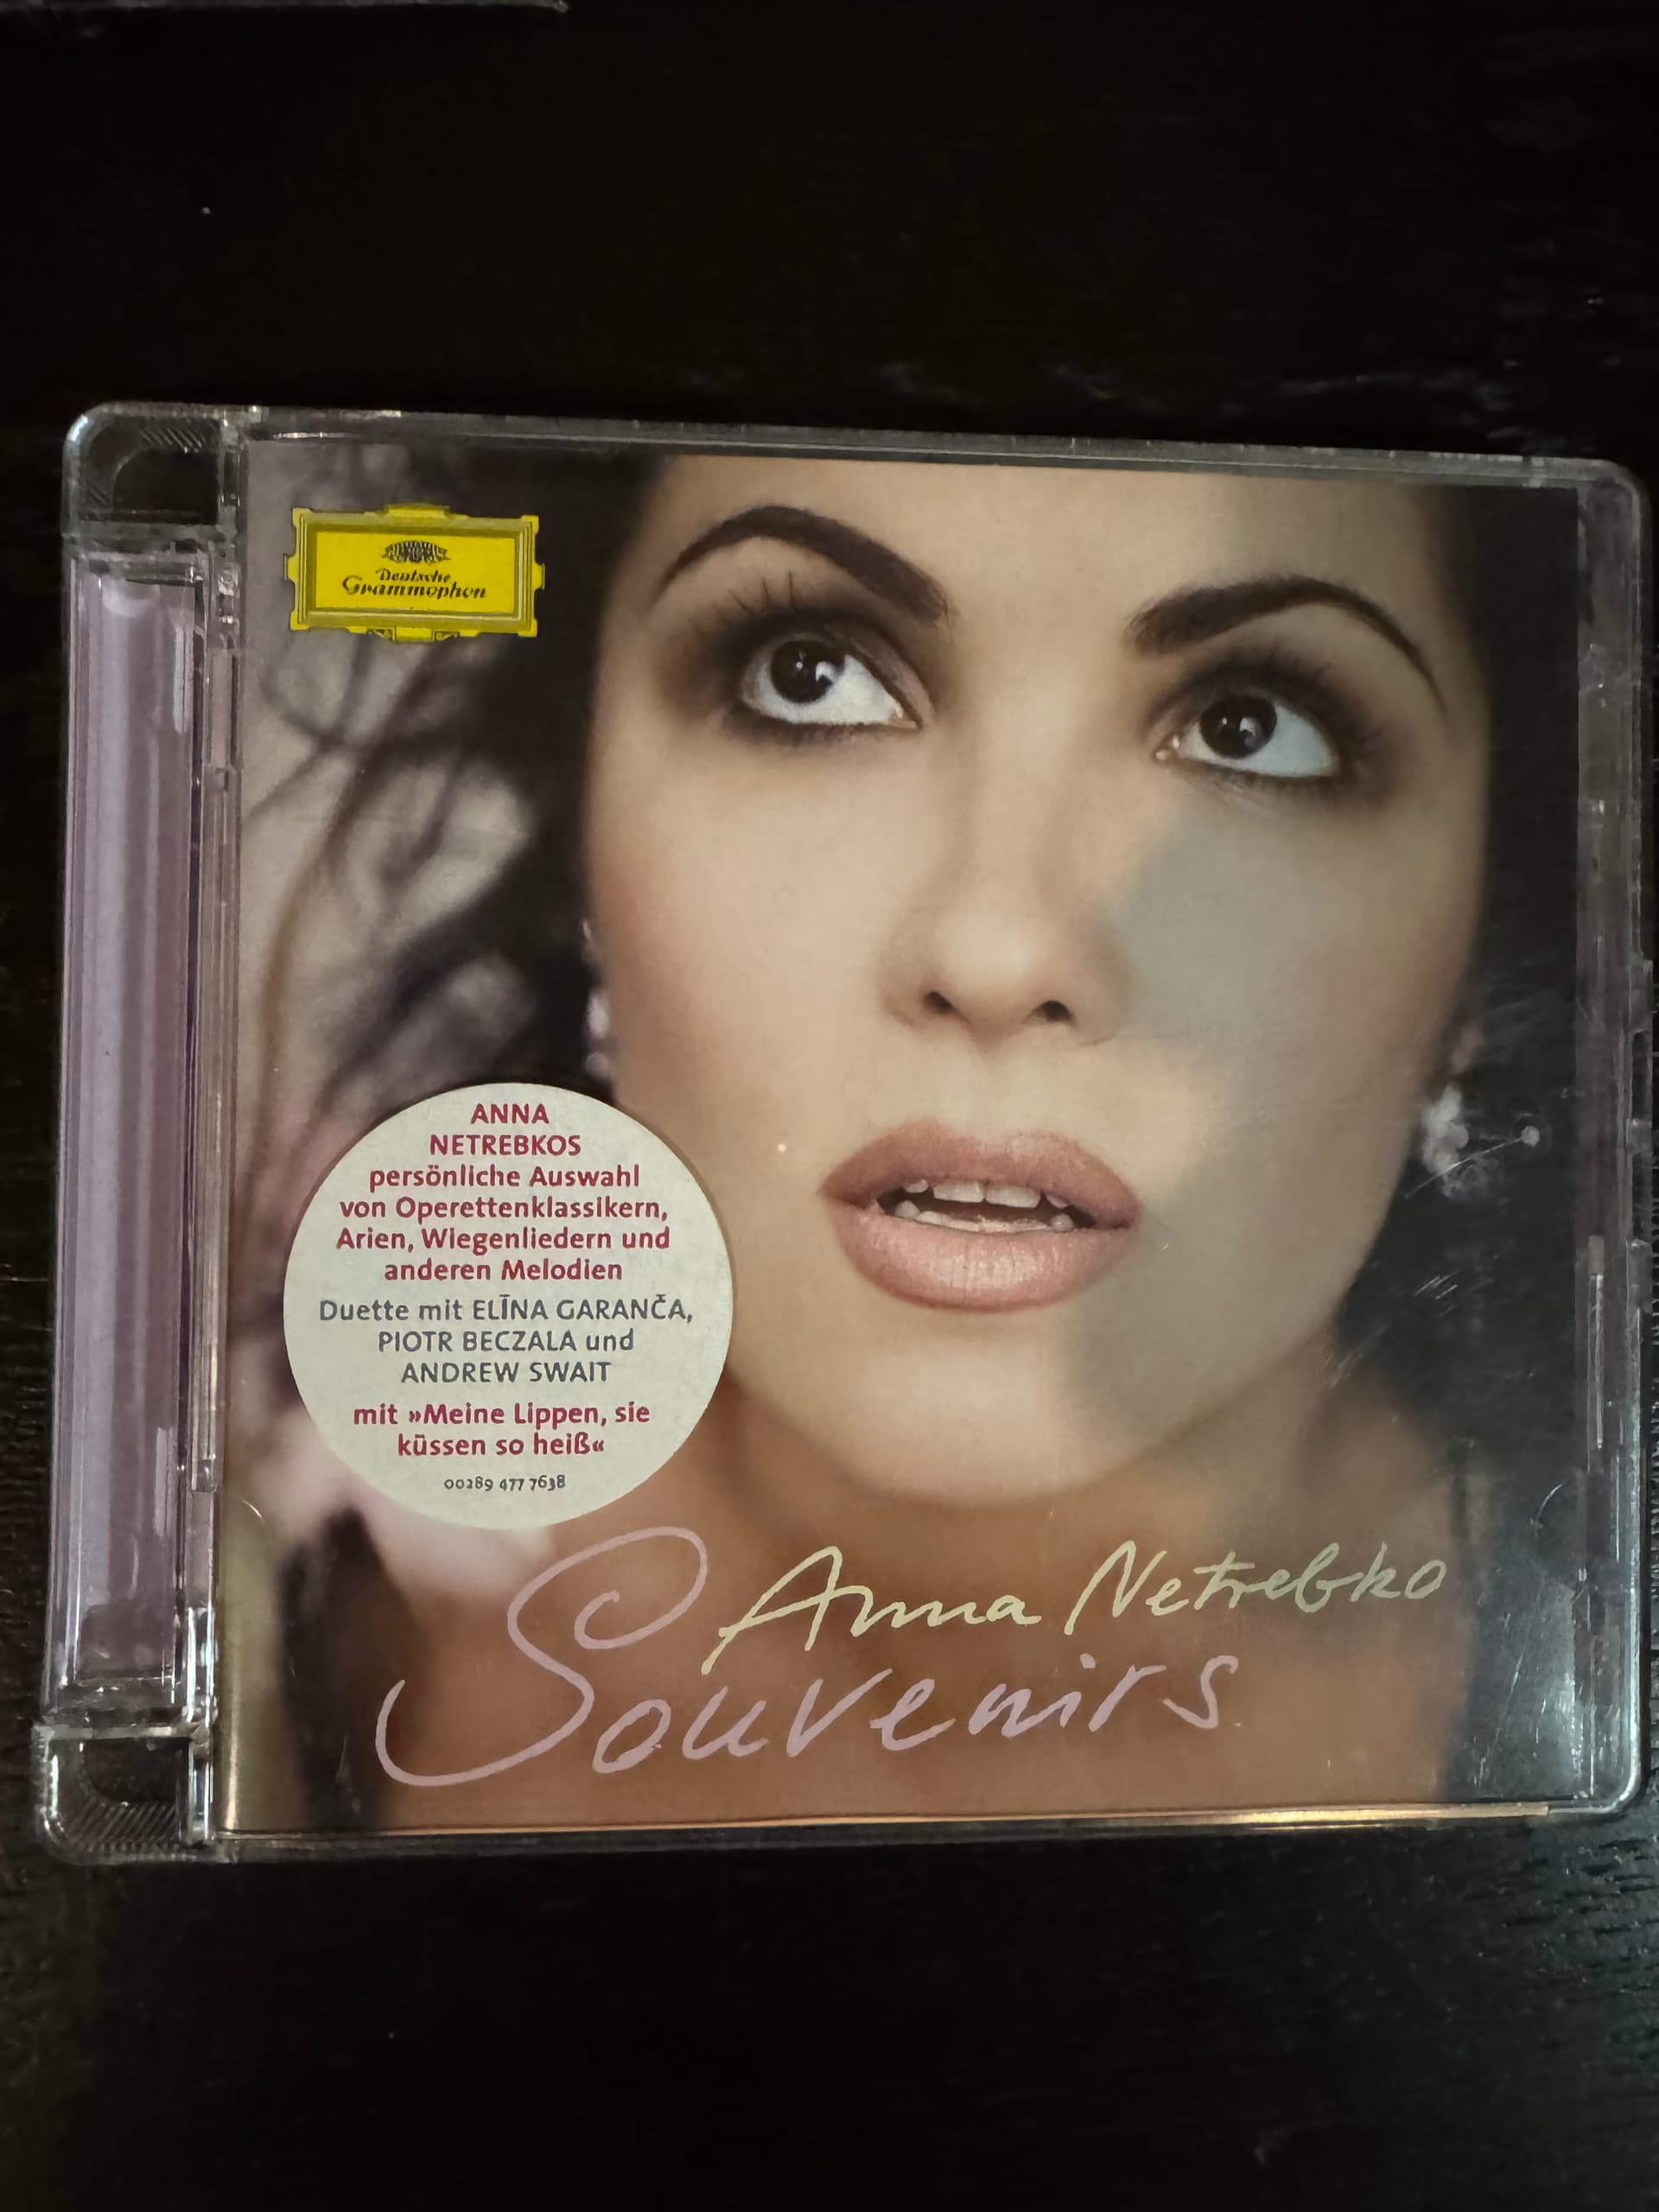 Deutsche
Grammophon
ANNA
NETREBKOS
persönliche Auswahl
von Operettenklassikern,
Arien, Wiegenliedern und
anderen Melodien
Duette mit ELĪNA GARANČA,
PIOTR BECZALA und
ANDREW SWAIT
mit »Meine Lippen, sie
küssen so heiß«
00289 477 7638
Anna Netrebko
Souvenirs